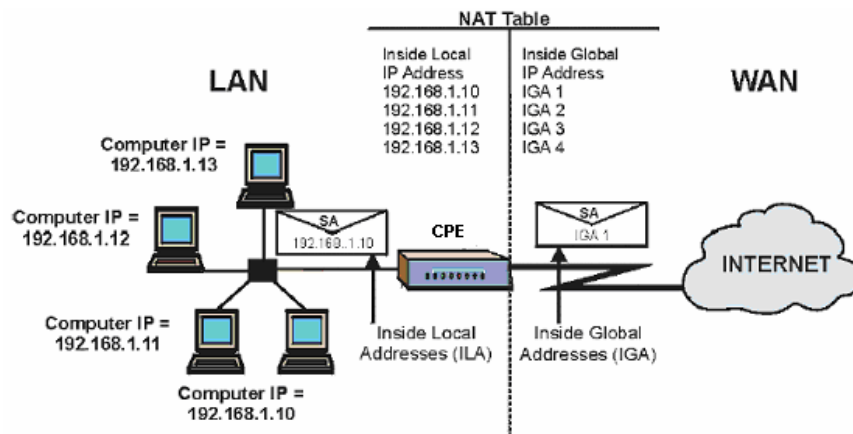 NAT Table
Inside Local
IP Address
192.168.1.10
192.168.1.11
192.168.1.12
192.168.1.13
Inside Global
IP Address
IGA 1
IGA 2
IGA 3
IGA 4
LAN
WAN
Computer IP =
192.168.1.13
Computer IP =
192.168.1.12
Computer IP =
192.168.1.11
Computer IP =
192.168.1.10
SA
192.168..1.10
CPE
SA
IGA 1
INTERNET
Inside Local
Addresses (ILA)
Inside Global
Addresses (IGA)